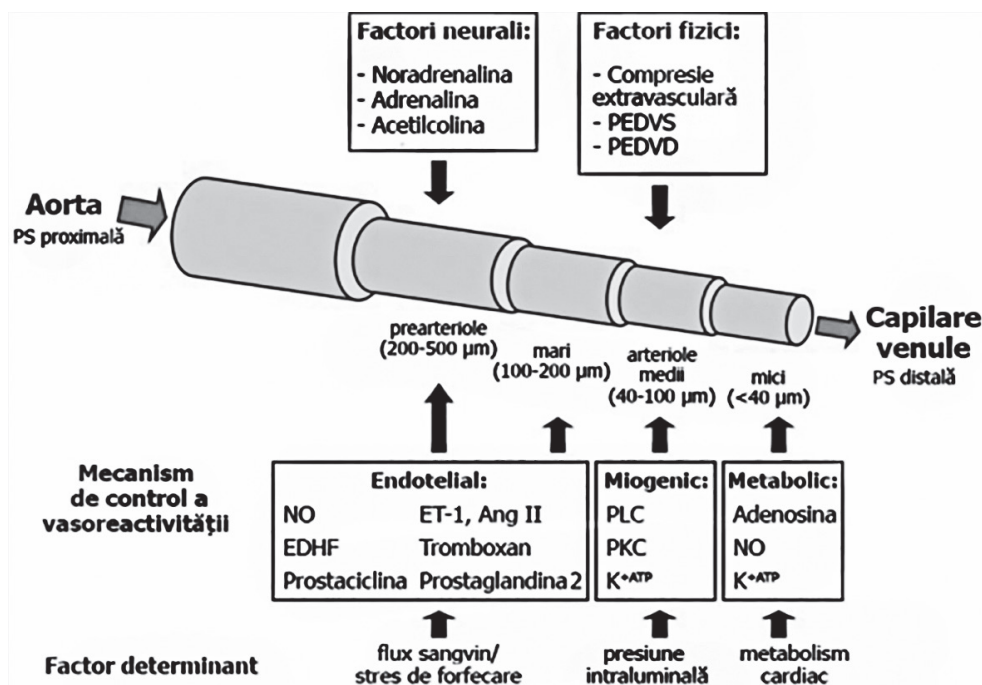 Factori neurali:
- Noradrenalina
- Adrenalina
- Acetilcolina
Factori fizici:
- Compresie
extravasculară
- PEDVS
- PEDVD
Aorta
PS proximală
prearteriole
(200-500 µm)
mari
(100-200 µm)
arteriole
medii
(40-100 µm)
mici
(<40 µm)
Capilare
venule
PS distală
Mecanism
de control a
vasoreactivității
Endotelial:
NO ET-1, Ang II
EDHF Tromboxan
Prostaciclina Prostaglandina 2
Miogenic:
PLC
PKC
K+ATP
Metabolic:
Adenosina
NO
K+ATP
Factor determinant
flux sangvin/
stres de forfecare
presiune
intraluminală
metabolism
cardiac